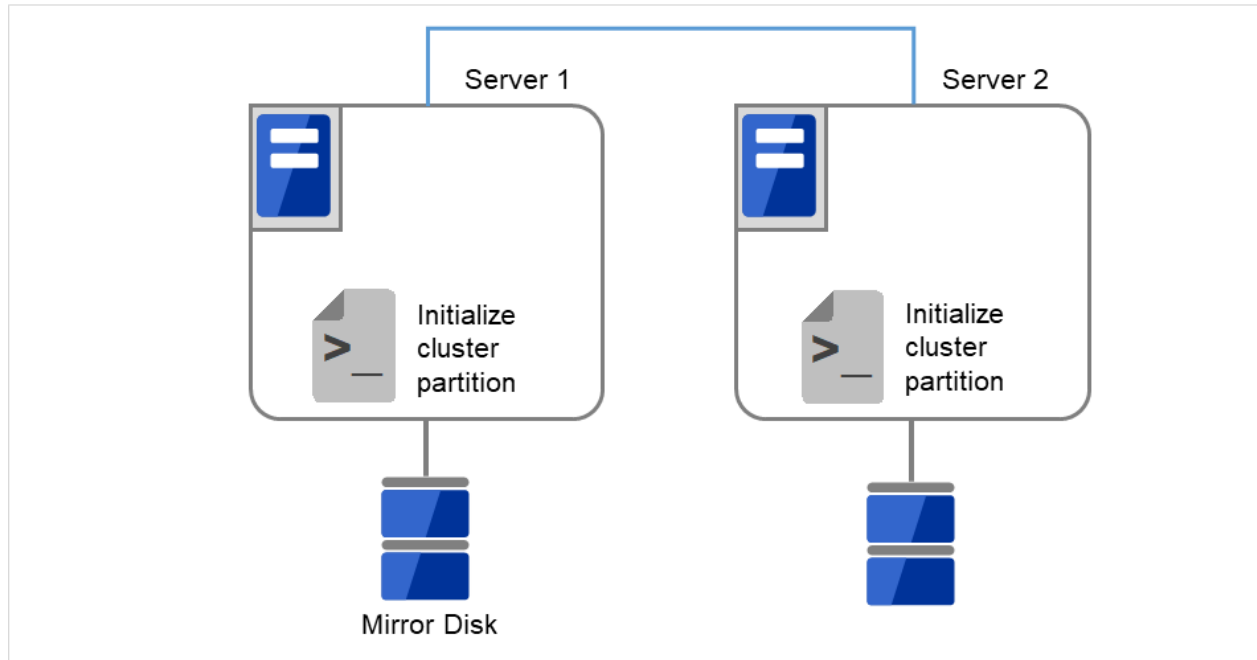 Server 1
Server 2
Initialize
cluster
partition
Initialize
cluster
partition
Mirror Disk